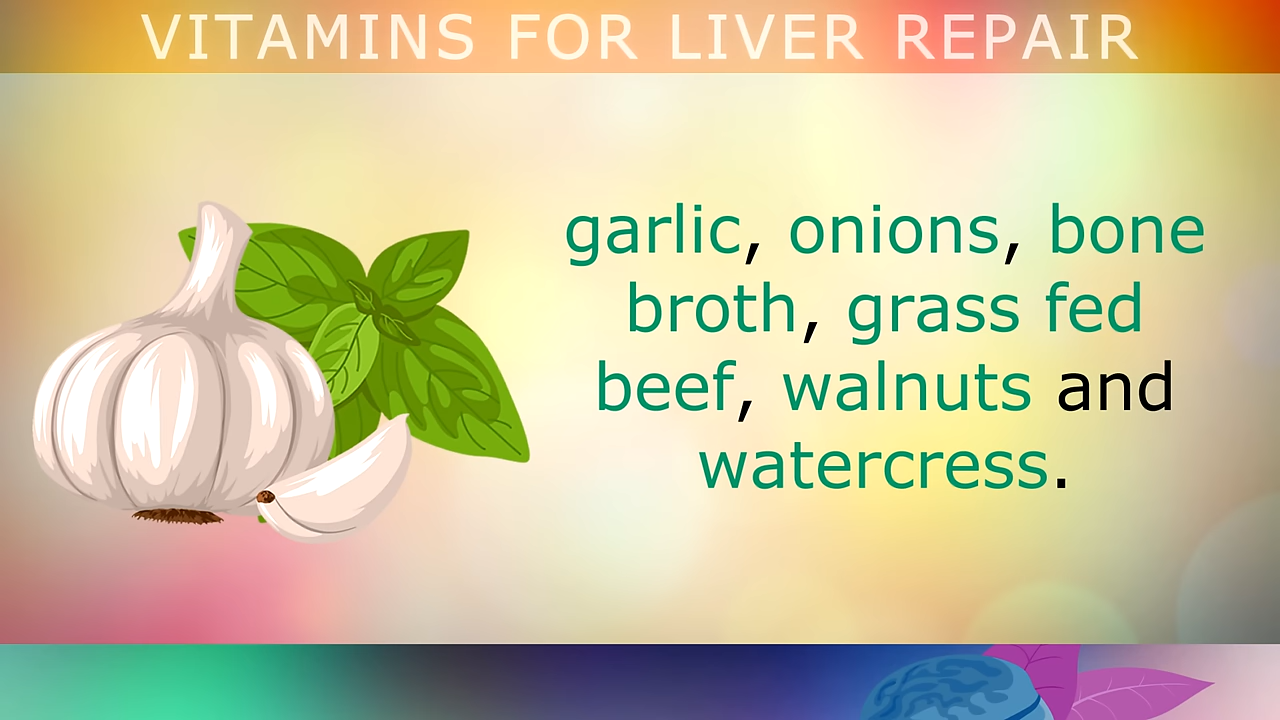 VITAMINS FOR LIVER REPAIR
garlic, onions, bone
broth, grass fed
beef, walnuts and
watercress.